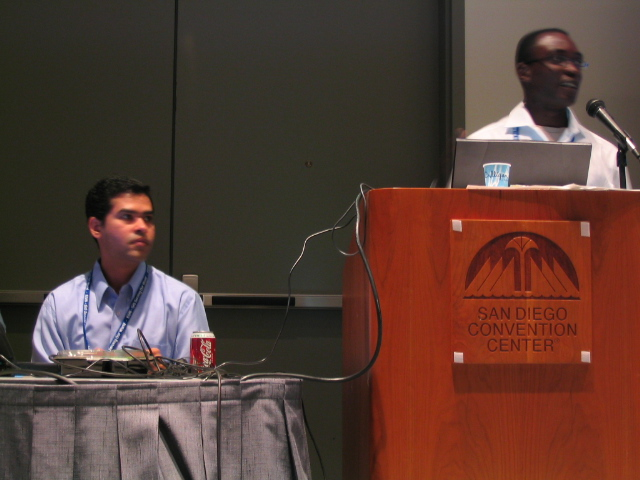 SAN DIEGO
CONVENTION
CENTER
Coca-Cola